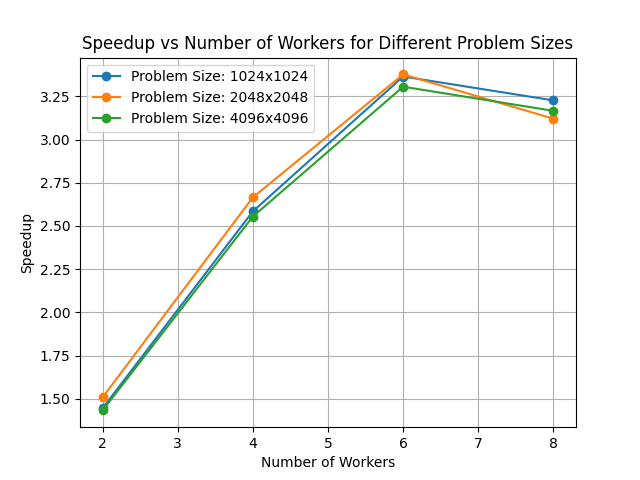 Speedup vs Number of Workers for Different Problem Sizes
Problem Size: 1024x1024
Problem Size: 2048x2048
Problem Size: 4096x4096
Speedup
3.25
3.00
2.75
2.50
2.25
2.00
1.75
1.50
2 3 4 5 6 7 8
Number of Workers